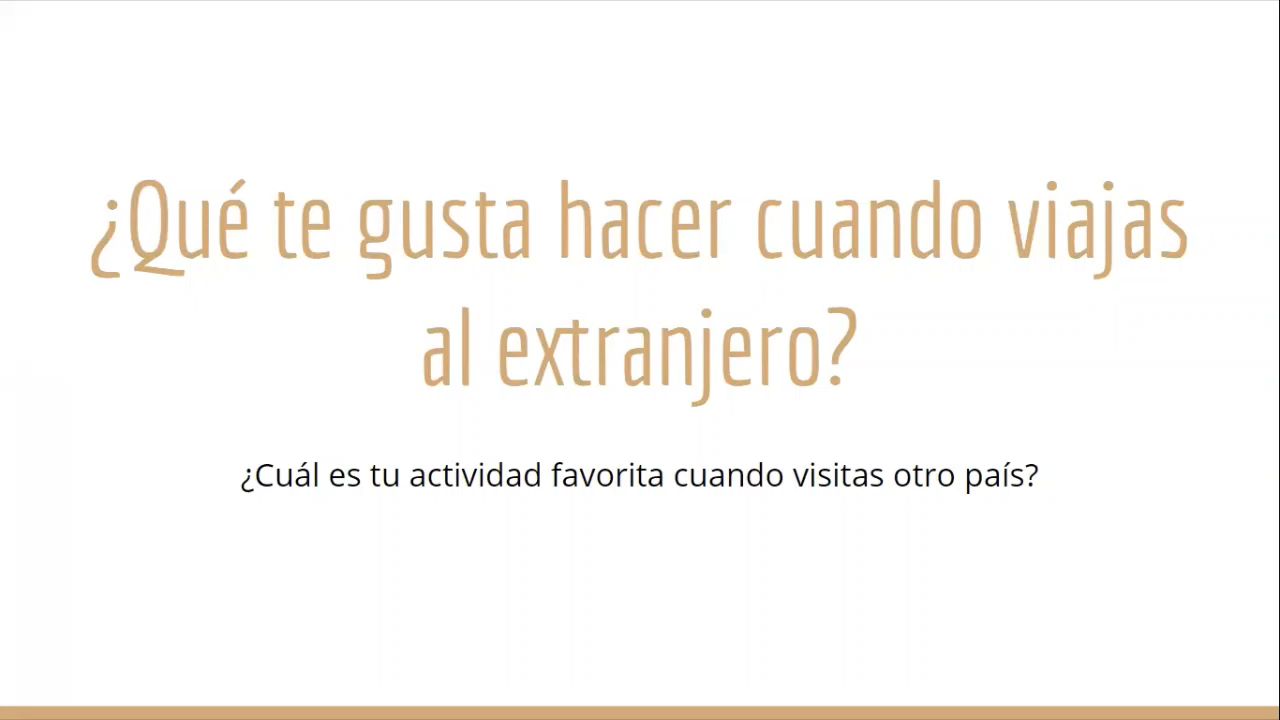 ¿Qué te gusta hacer cuando viajas
al extranjero?
¿Cuál es tu actividad favorita cuando visitas otro país?